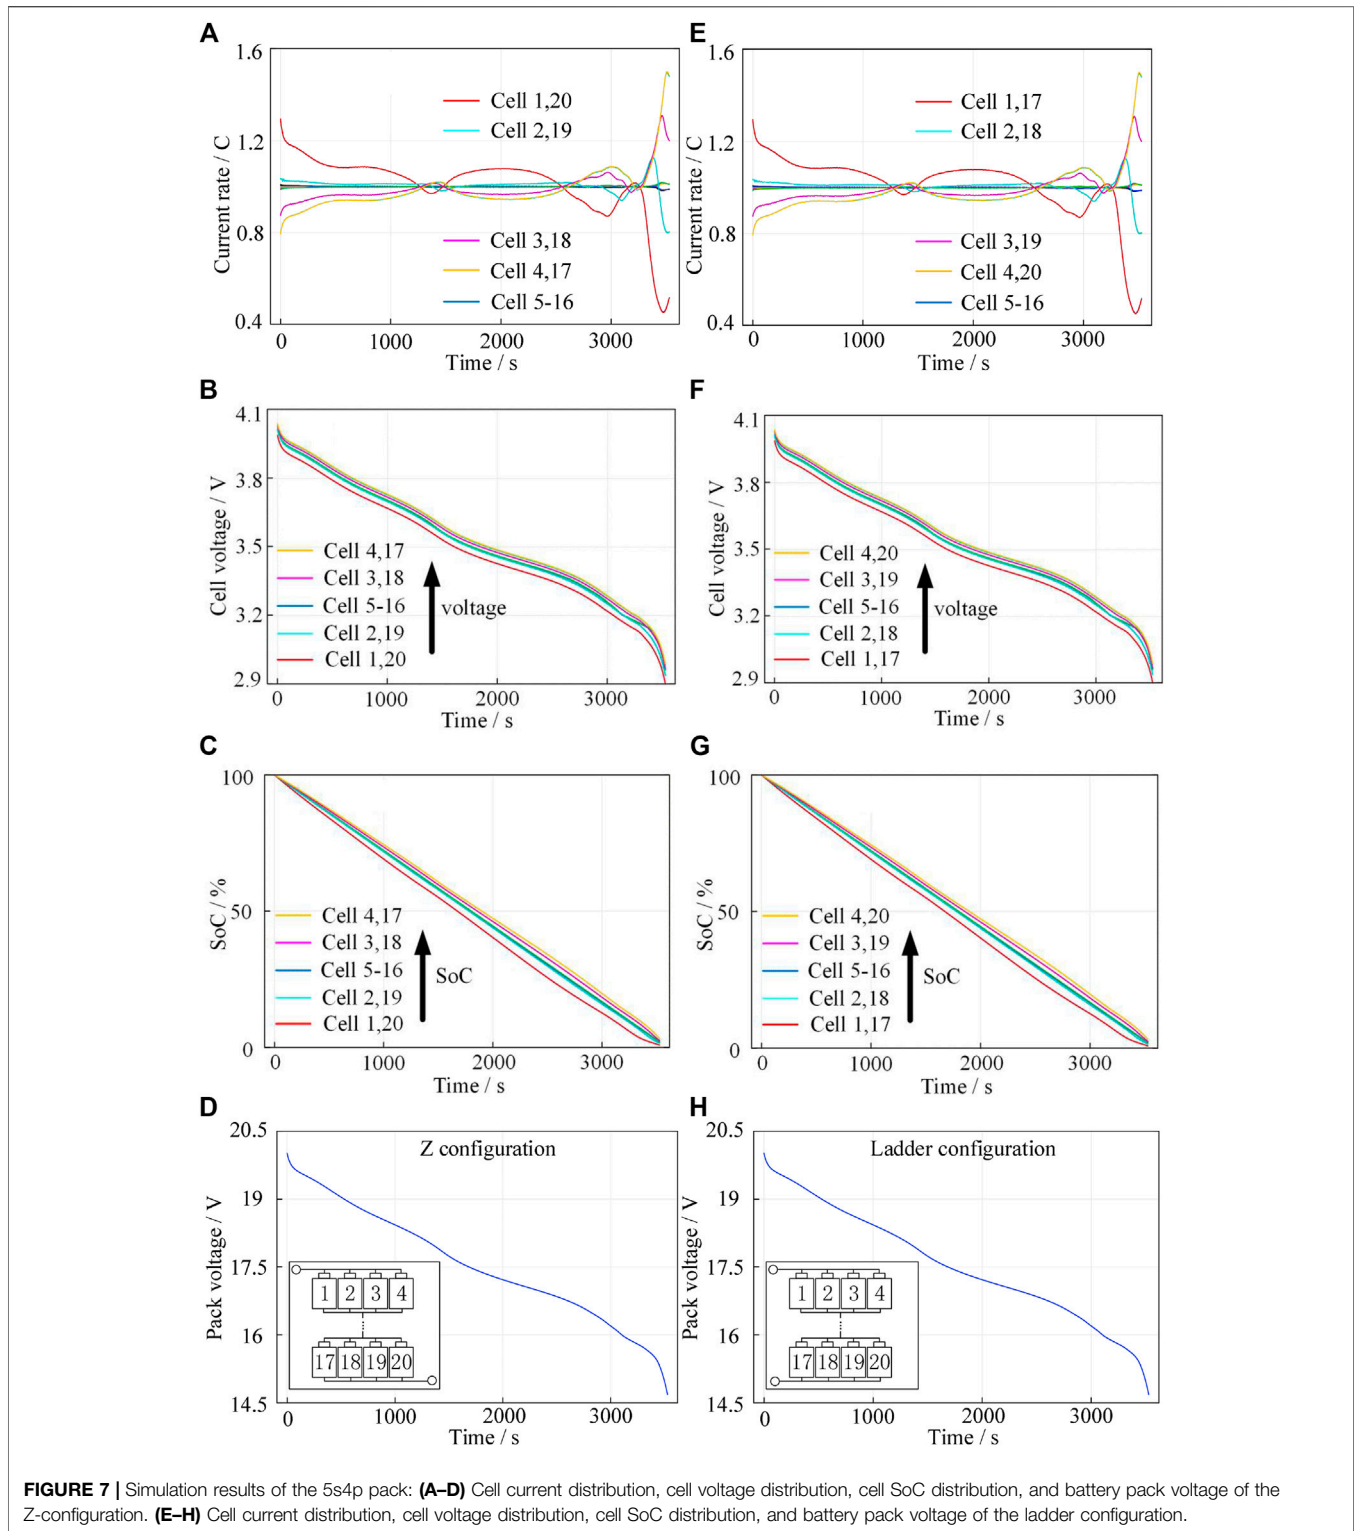 A
1.6
1.2
0.8
0.4
Current rate / C
Cell 1,20
Cell 2,19
Cell 3,18
Cell 4,17
Cell 5-16
0
1000
2000
3000
Time / s
E
1.6
1.2
0.8
0.4
Current rate / C
Cell 1,17
Cell 2,18
Cell 3,19
Cell 4,20
Cell 5-16
0
1000
2000
3000
Time / s
B
4.1
3.8
3.5
3.2
2.9
Cell voltage / V
Cell 4,17
Cell 3,18
Cell 5-16
Cell 2,19
Cell 1,20
voltage
0
1000
2000
3000
Time / s
F
4.1
3.8
3.5
3.2
2.9
Cell voltage / V
Cell 4,20
Cell 3,19
Cell 5-16
Cell 2,18
Cell 1,17
voltage
0
1000
2000
3000
Time / s
C
100
50
0
SoC / %
Cell 4,17
Cell 3,18
Cell 5-16
Cell 2,19
Cell 1,20
SoC
0
1000
2000
3000
Time / s
G
100
50
0
SoC / %
Cell 4,20
Cell 3,19
Cell 5-16
Cell 2,18
Cell 1,17
SoC
0
1000
2000
3000
Time / s
D
20.5
19
17.5
16
14.5
Pack voltage / V
Z configuration
1 2 3 4
17 18 19 20
0
1000
2000
3000
Time / s
H
20.5
19
17.5
16
14.5
Pack voltage / V
Ladder configuration
1 2 3 4
17 18 19 20
0
1000
2000
3000
Time / s
FIGURE 7 | Simulation results of the 5s4p pack: (A–D) Cell current distribution, cell voltage distribution, cell SoC distribution, and battery pack voltage of the
Z-configuration. (E–H) Cell current distribution, cell voltage distribution, cell SoC distribution, and battery pack voltage of the ladder configuration.